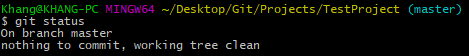 Khang@KHANG-PC MINGW64 ~/Desktop/Git/Projects/TestProject (master)
$ git status
On branch master
nothing to commit, working tree clean